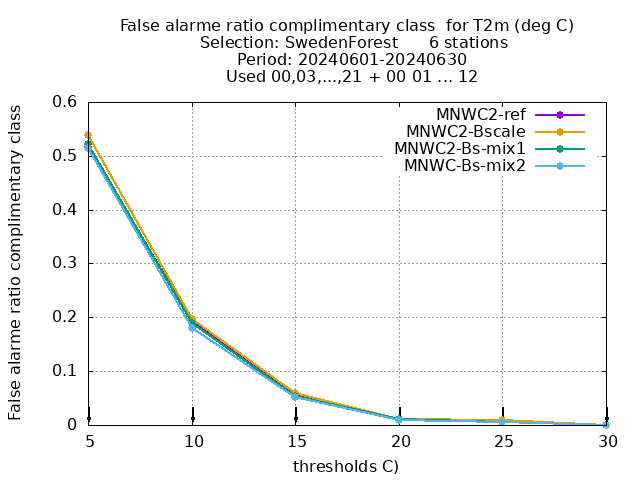 False alarme ratio complimentary class  for T2m (deg C)
Selection: SwedenForest      6 stations
Period: 20240601-20240630
Used 00,03,...,21 + 00 01 ... 12
False alarme ratio complimentary class
0.6
0.5
0.4
0.3
0.2
0.1
0
MNWC2-ref
MNWC2-Bscale
MNWC2-Bs-mix1
MNWC-Bs-mix2
5 10 15 20 25 30
thresholds C)